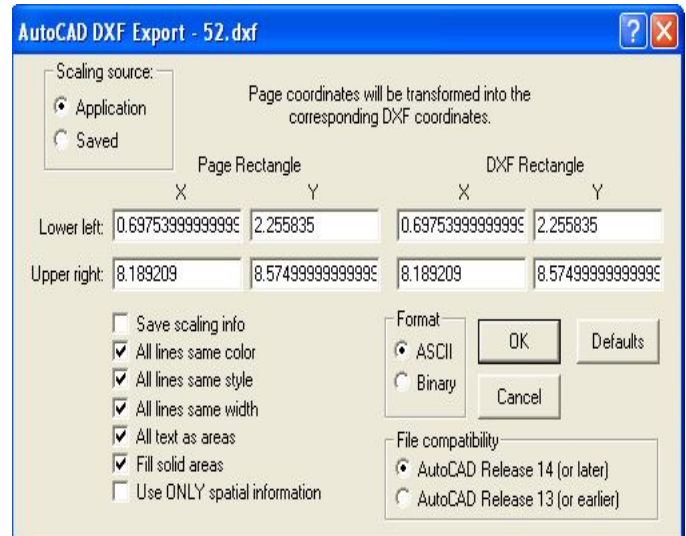 AutoCAD DXF Export - 52.dxf
Scaling source:
Application
Saved
Page coordinates will be transformed into the
corresponding DXF coordinates.
Page Rectangle DXF Rectangle
X Y X Y
Lower left: 0.69753999999999 2.255835 0.69753999999999 2.255835
Upper right: 8.189209 8.5749999999999 8.189209 8.5749999999999
Save scaling info
All lines same color
All lines same style
All lines same width
All text as areas
Fill solid areas
Use ONLY spatial information
Format
ASCII
Binary
OK
Defaults
Cancel
File compatibility
AutoCAD Release 14 (or later)
AutoCAD Release 13 (or earlier)